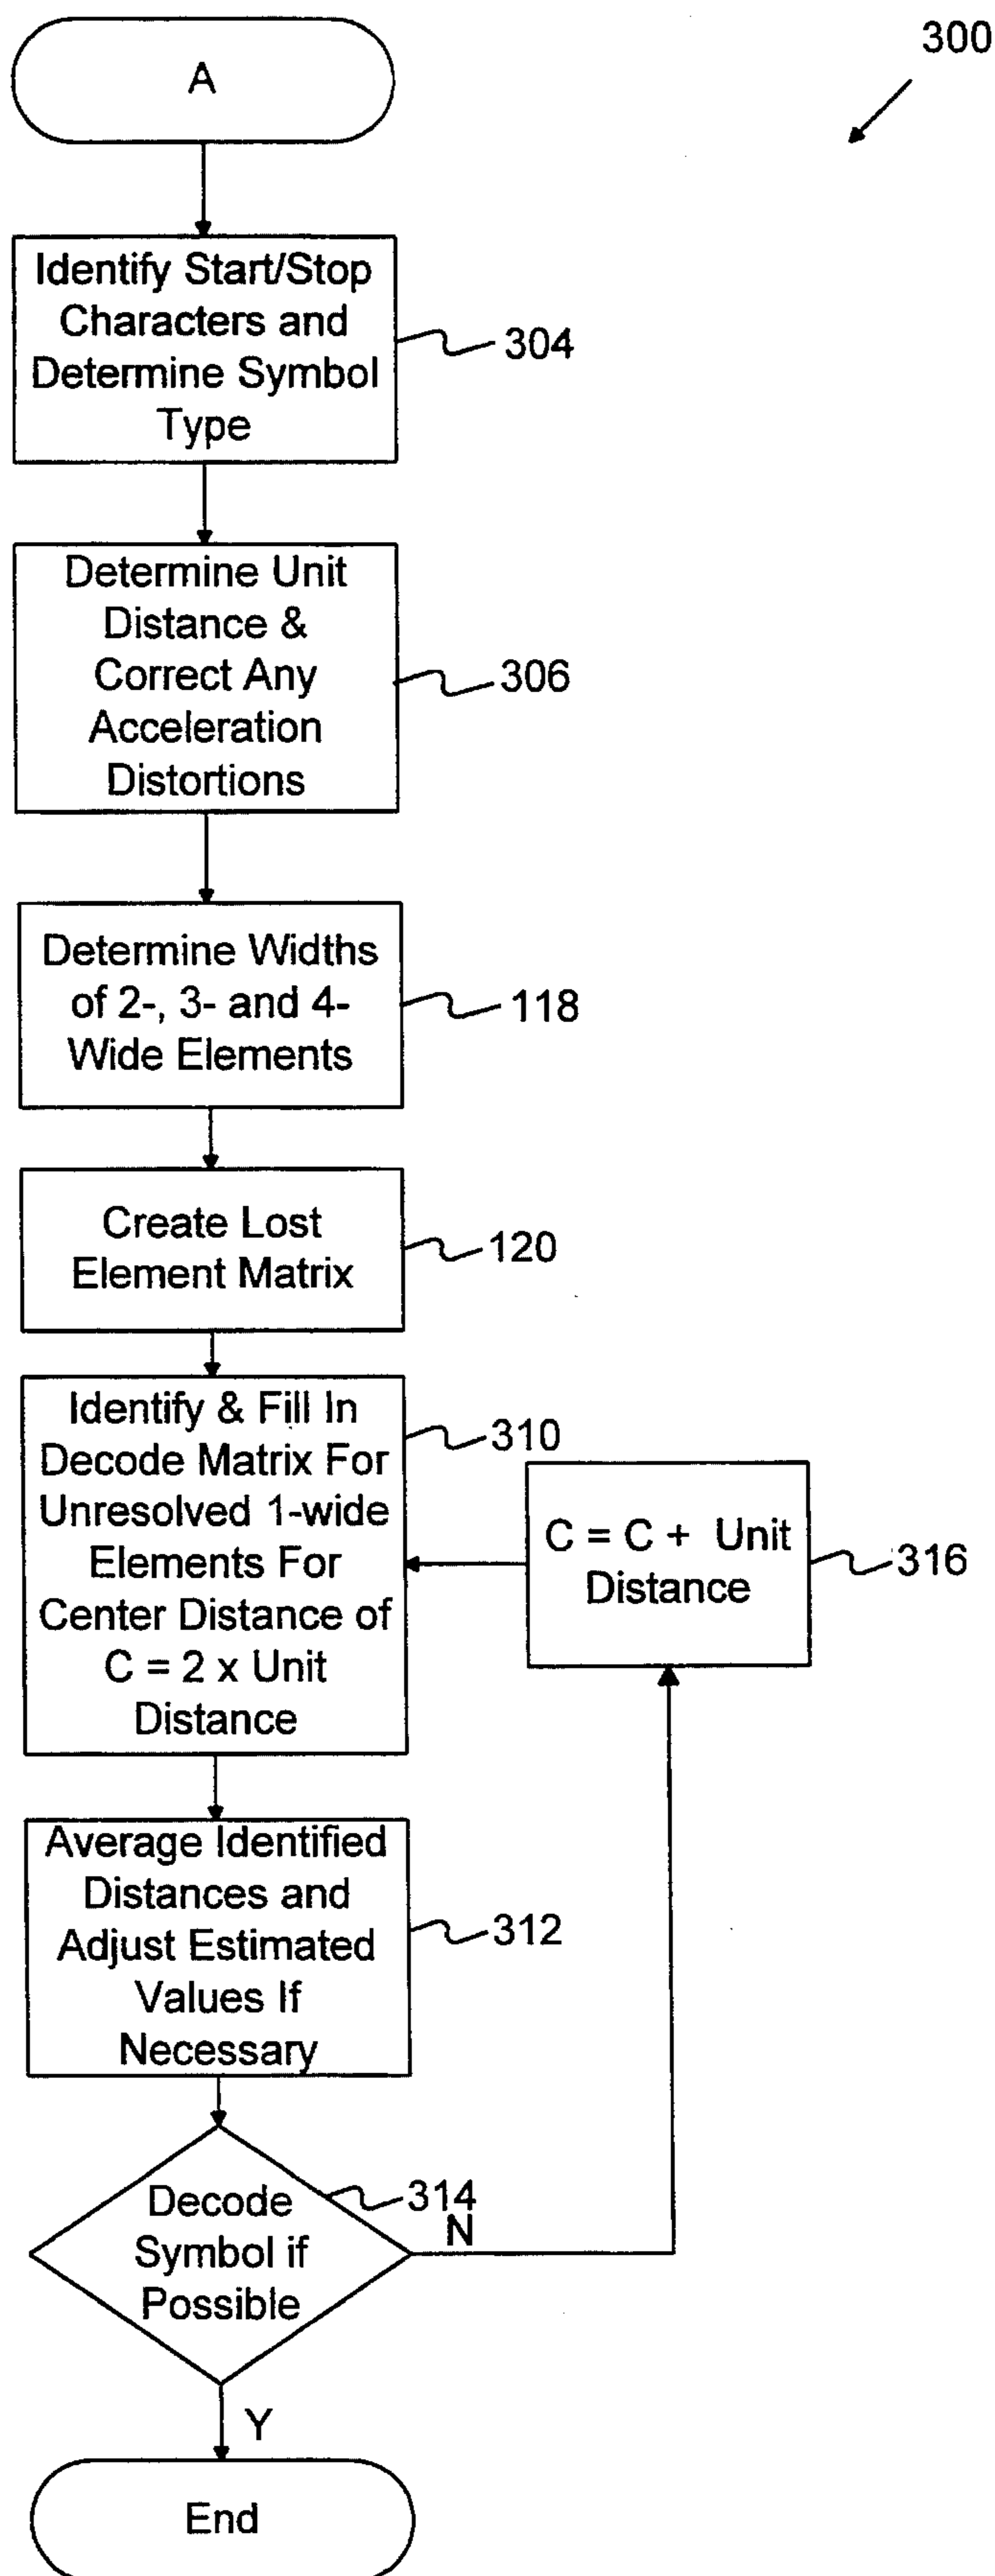 300
A
Identify Start/Stop
Characters and
Determine Symbol
Type
304
Determine Unit
Distance &
Correct Any
Acceleration
Distortions
306
Determine Widths
of 2-, 3- and 4-
Wide Elements
118
Create Lost
Element Matrix
120
Identify & Fill In
Decode Matrix For
Unresolved 1-wide
Elements For
Center Distance of
C = 2 x Unit
Distance
310
C = C + Unit
Distance
316
Average Identified
Distances and
Adjust Estimated
Values If
Necessary
312
Decode
Symbol if
Possible
314
N
Y
End